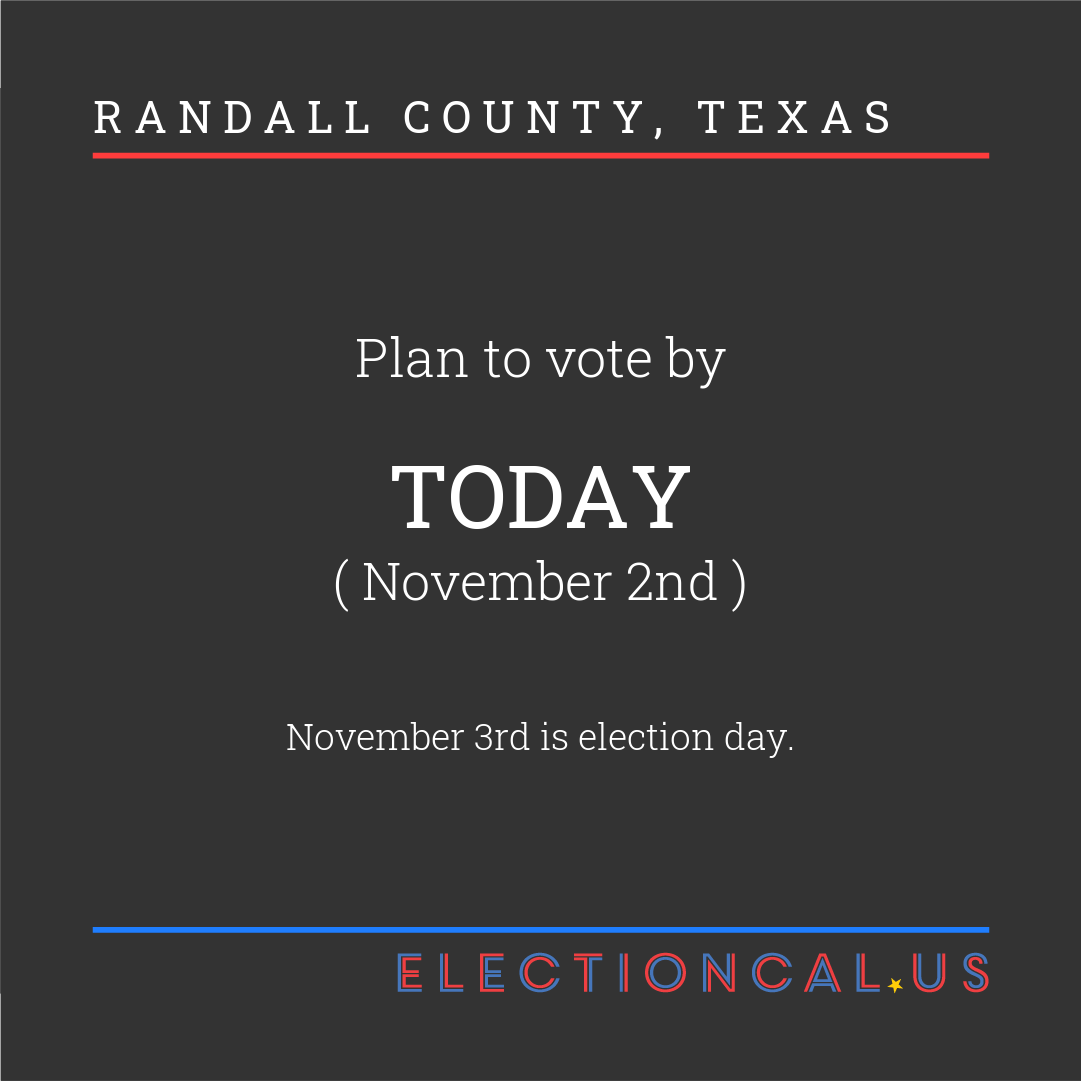 RANDALL COUNTY, TEXAS
Plan to vote by
TODAY
( November 2nd )
November 3rd is election day.
ELECTIONCAL.US